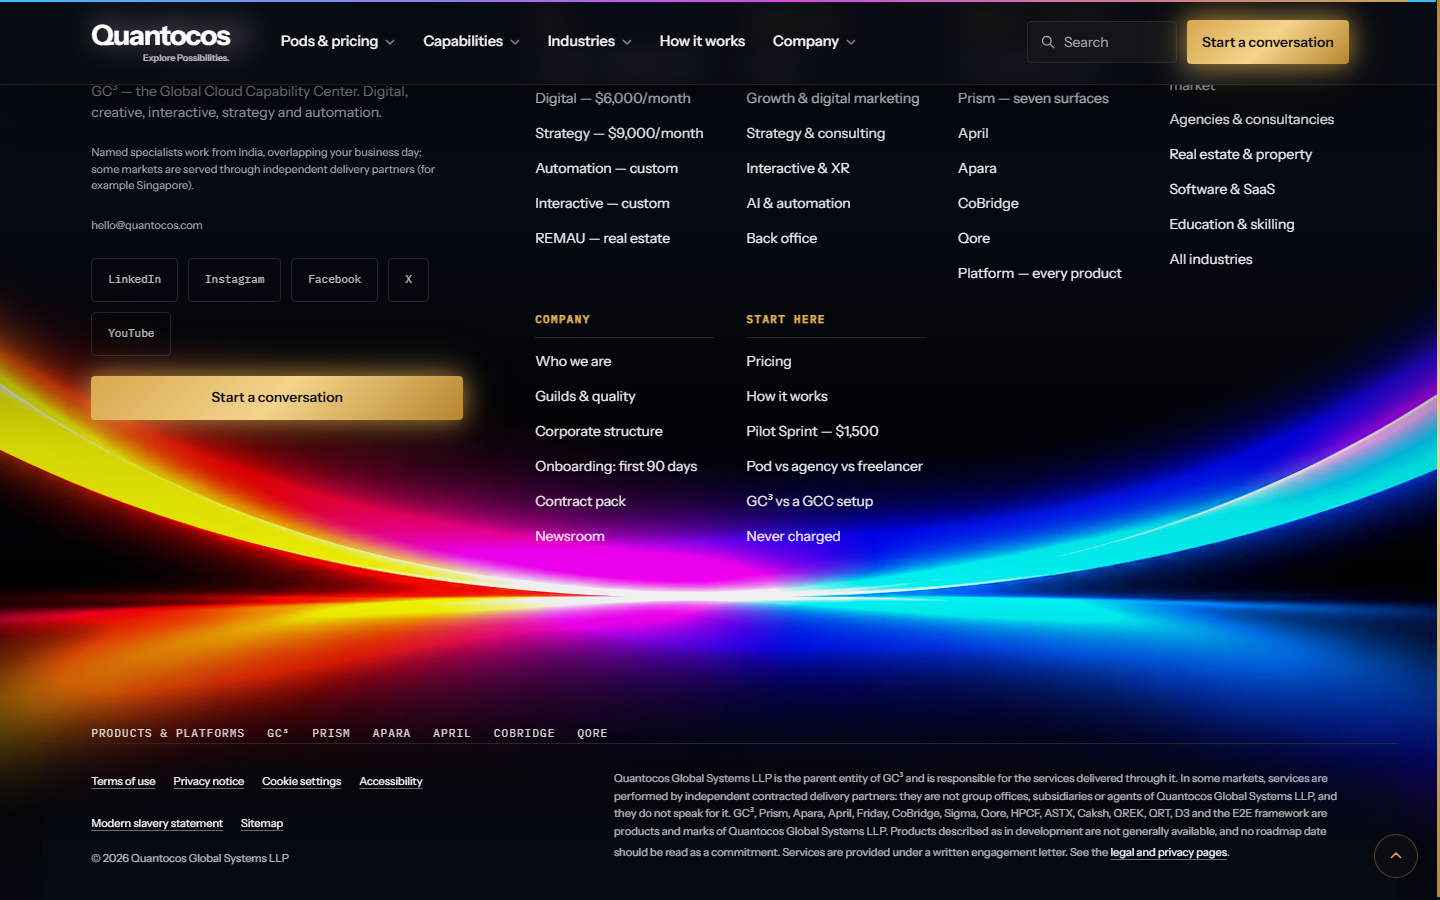 Quantocos
Explore Possibilities.
Pods & pricing
Capabilities
Industries
How it works
Company
Search
Start a conversation
GC³ — the Global Cloud Capability Center. Digital,
creative, interactive, strategy and automation.
Named specialists work from India, overlapping your business day;
some markets are served through independent delivery partners (for
example Singapore).
hello@quantocos.com
LinkedIn
Instagram
Facebook
X
YouTube
Start a conversation
Digital — $6,000/month
Strategy — $9,000/month
Automation — custom
Interactive — custom
REMAU — real estate
Growth & digital marketing
Strategy & consulting
Interactive & XR
AI & automation
Back office
Prism — seven surfaces
April
Apara
CoBridge
Qore
Platform — every product
market
Agencies & consultancies
Real estate & property
Software & SaaS
Education & skilling
All industries
COMPANY
Who we are
Guilds & quality
Corporate structure
Onboarding: first 90 days
Contract pack
Newsroom
START HERE
Pricing
How it works
Pilot Sprint — $1,500
Pod vs agency vs freelancer
GC³ vs a GCC setup
Never charged
PRODUCTS & PLATFORMS GC³ PRISM APARA APRIL COBRIDGE QORE
Terms of use Privacy notice Cookie settings Accessibility
Modern slavery statement Sitemap
© 2026 Quantocos Global Systems LLP
Quantocos Global Systems LLP is the parent entity of GC³ and is responsible for the services delivered through it. In some markets, services are
performed by independent contracted delivery partners: they are not group offices, subsidiaries or agents of Quantocos Global Systems LLP, and
they do not speak for it. GC³, Prism, Apara, April, Friday, CoBridge, Sigma, Qore, HPCF, ASTX, Caksh, QREK, QRT, D3 and the E2E framework are
products and marks of Quantocos Global Systems LLP. Products described as in development are not generally available, and no roadmap date
should be read as a commitment. Services are provided under a written engagement letter. See the legal and privacy pages.